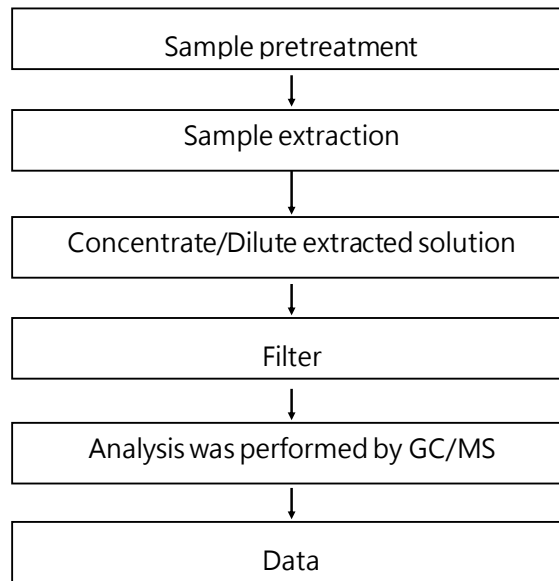 Sample pretreatment
Sample extraction
Concentrate/Dilute extracted solution
Filter
Analysis was performed by GC/MS
Data